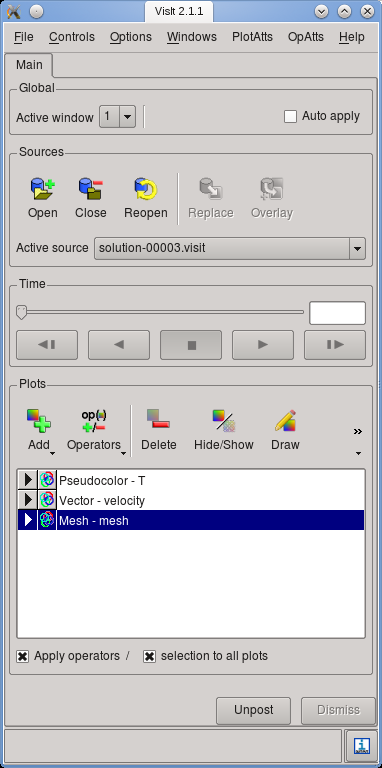 VisIt 2.1.1
File Controls Options Windows PlotAtts OpAtts Help
Main
Global
Active window 1 Auto apply
Sources
Open Close Reopen Replace Overlay
Active source solution-00003.visit
Time
Plots
op(·)
+/−
Add Operators Delete Hide/Show Draw »
Pseudocolor - T
Vector - velocity
Mesh - mesh
Apply operators / selection to all plots
Unpost Dismiss